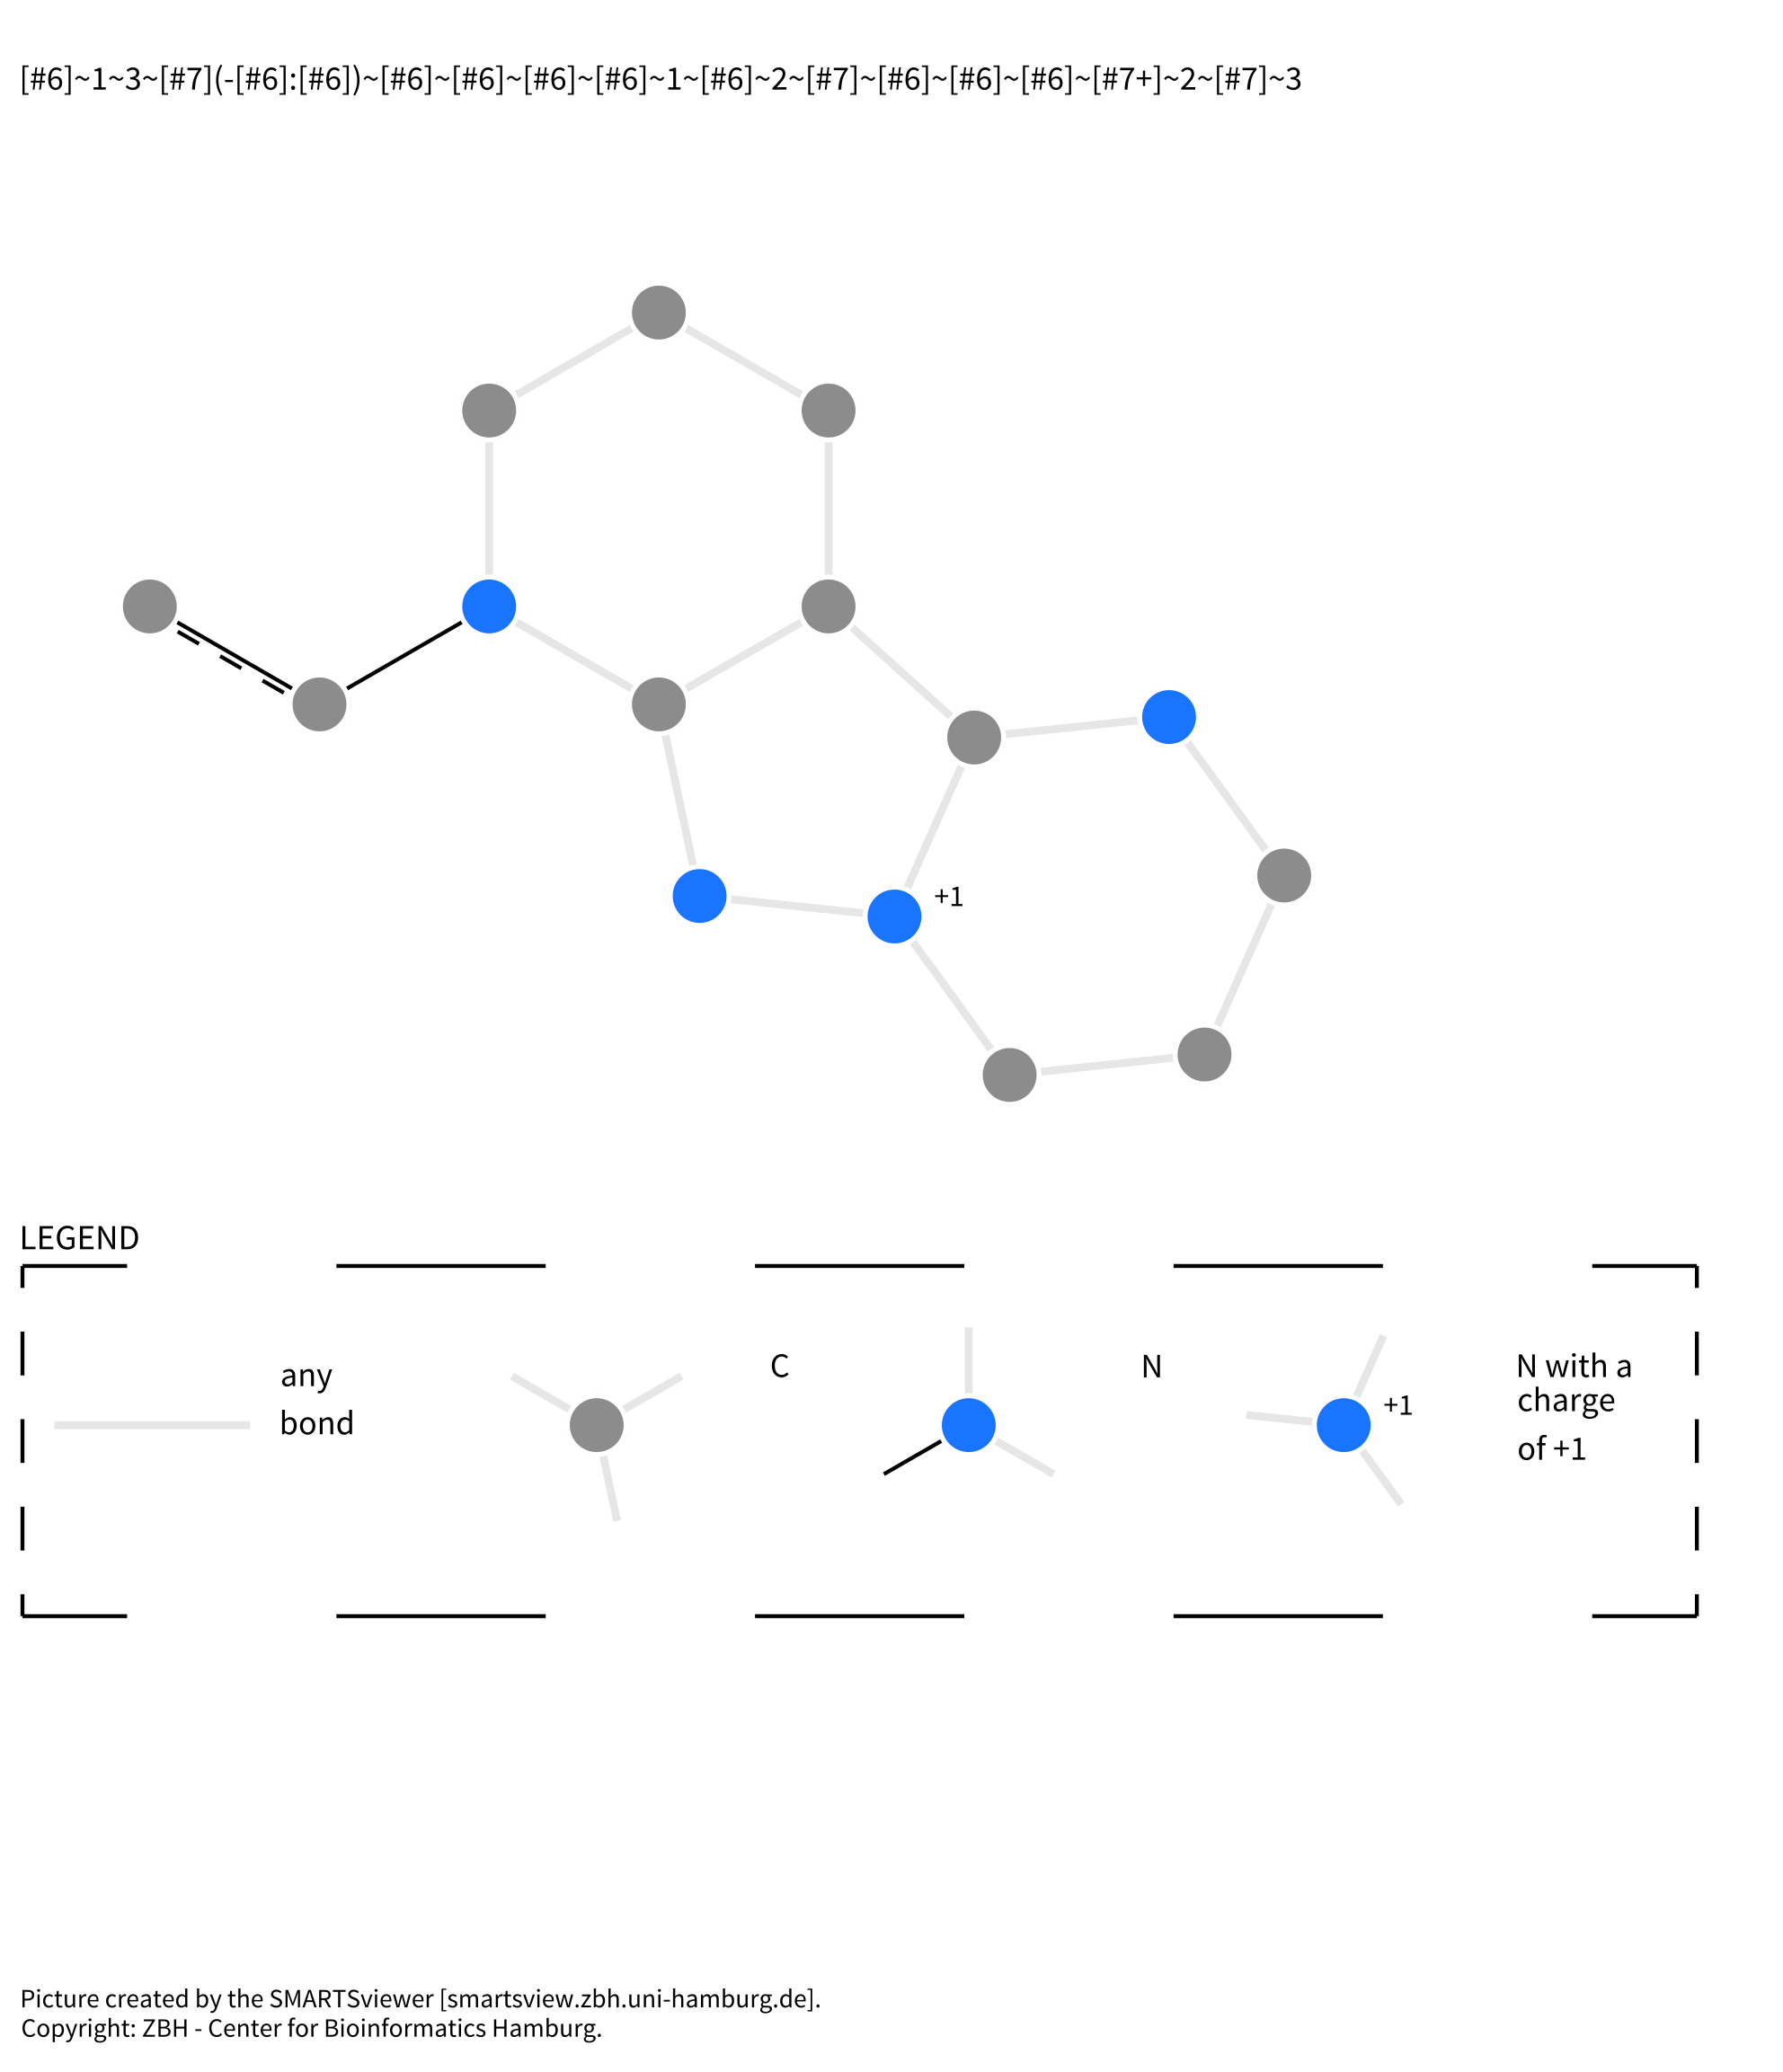 [#6]~1~3~[#7](-[#6]:[#6])~[#6]~[#6]~[#6]~[#6]~1~[#6]~2~[#7]~[#6]~[#6]~[#6]~[#7+]~2~[#7]~3
+1
LEGEND
any
bond
C
N
+1
N with a
charge
of +1
Picture created by the SMARTSviewer [smartsview.zbh.uni-hamburg.de].
Copyright: ZBH - Center for Bioinformatics Hamburg.